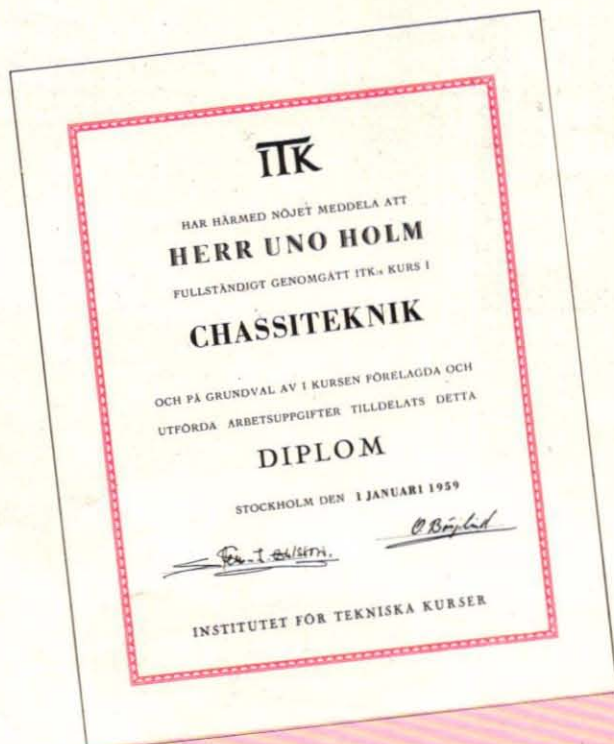 ITK
HAR HÄRMED NÖJET MEDDELA ATT
HERR UNO HOLM
FULLSTÄNDIGT GENOMGÅTT ITK:s KURS I
CHASSITEKNIK
OCH PÅ GRUNDVAL AV I KURSEN FÖRELAGDA OCH
UTFÖRDA ARBETSUPPGIFTER TILLDELATS DETTA
DIPLOM
STOCKHOLM DEN 1 JANUARI 1959
INSTITUTET FÖR TEKNISKA KURSER